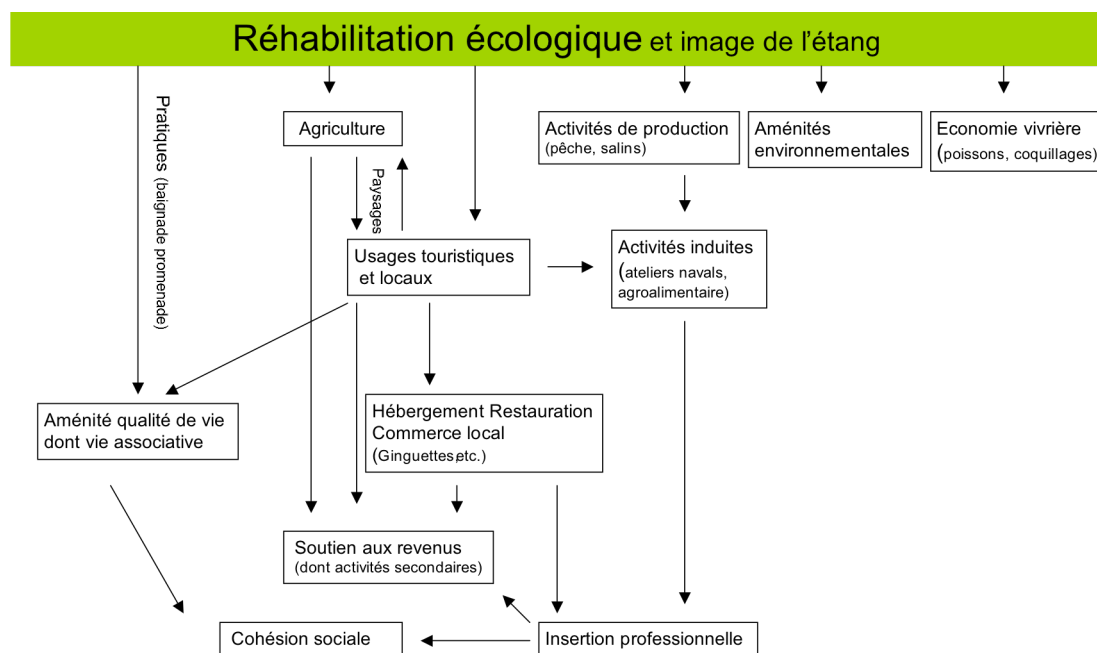 Réhabilitation écologique et image de l'étang
Pratiques (baignade promenade)
Agriculture
Activités de production
(pêche, salins)
Aménités
environnementales
Economie vivrière
(poissons, coquillages)
Paysages
Usages touristiques
et locaux
Activités induites
(ateliers navals,
agroalimentaire)
Aménité qualité de vie
dont vie associative
Hébergement Restauration
Commerce local
(Ginguettes etc.)
Soutien aux revenus
(dont activités secondaires)
Cohésion sociale
Insertion professionnelle